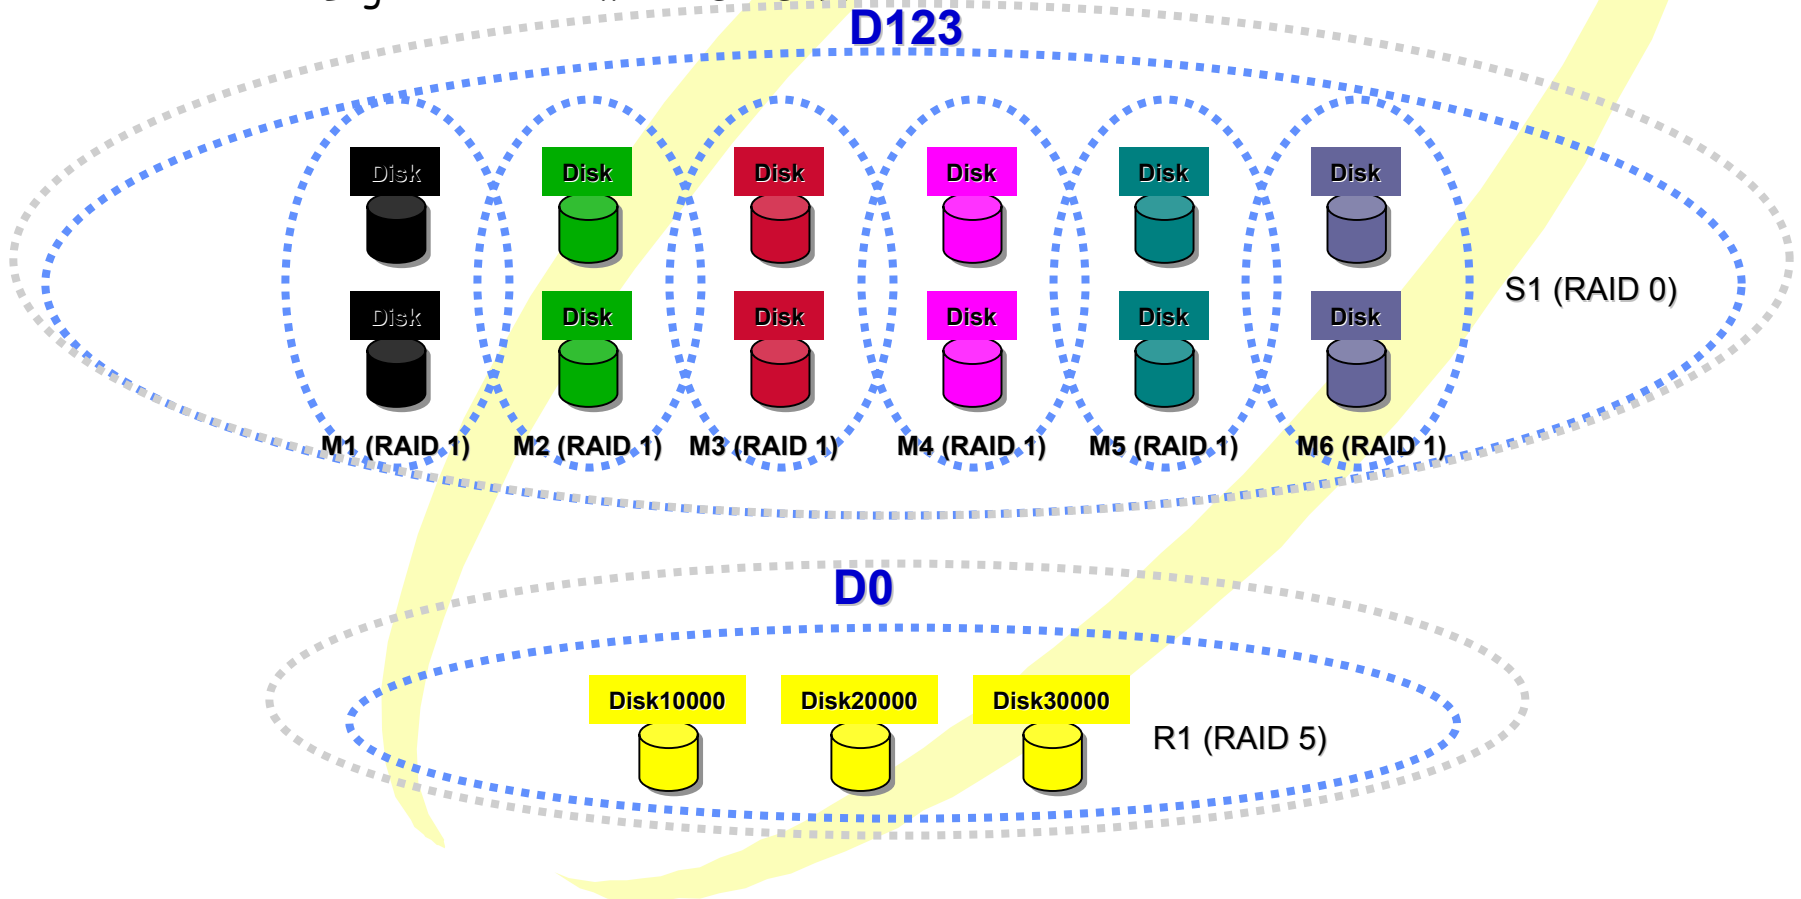 D123
Disk Disk Disk Disk Disk Disk
S1 (RAID 0)
Disk Disk Disk Disk Disk Disk
M1 (RAID 1) M2 (RAID 1) M3 (RAID 1) M4 (RAID 1) M5 (RAID 1) M6 (RAID 1)
D0
Disk10000 Disk20000 Disk30000
R1 (RAID 5)